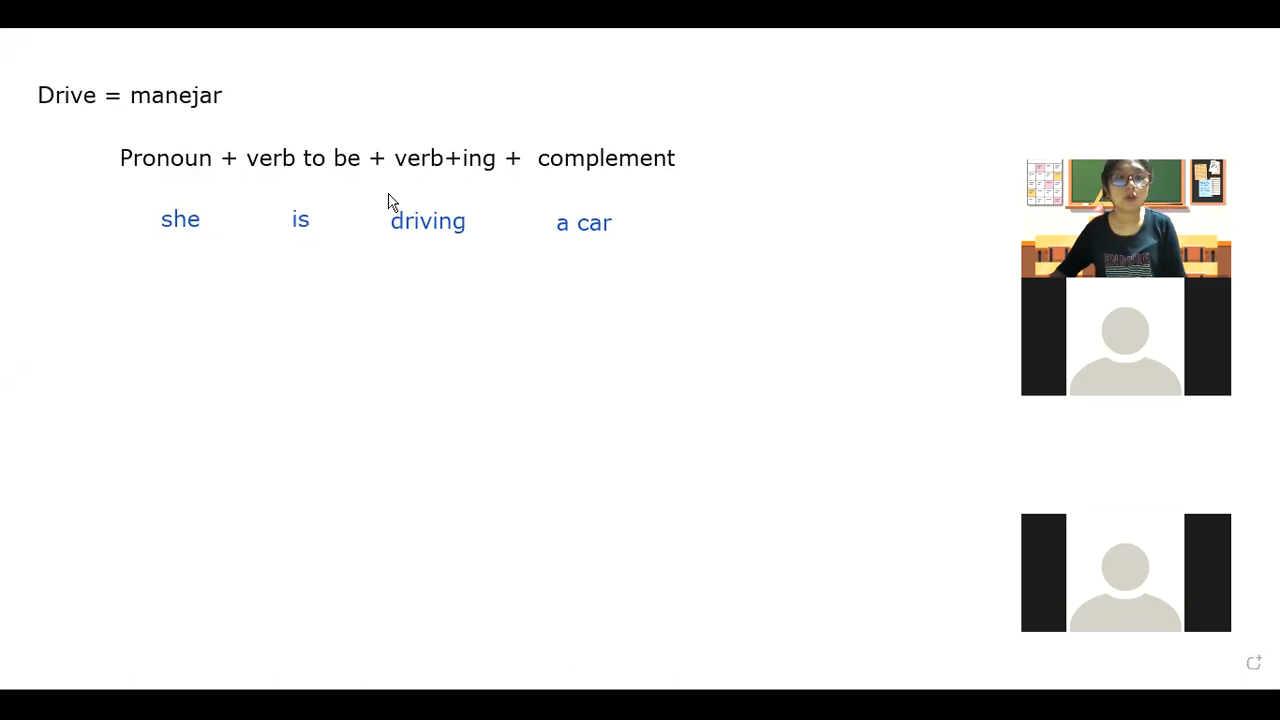 Drive = manejar
Pronoun + verb to be + verb+ing + complement
she is driving a car